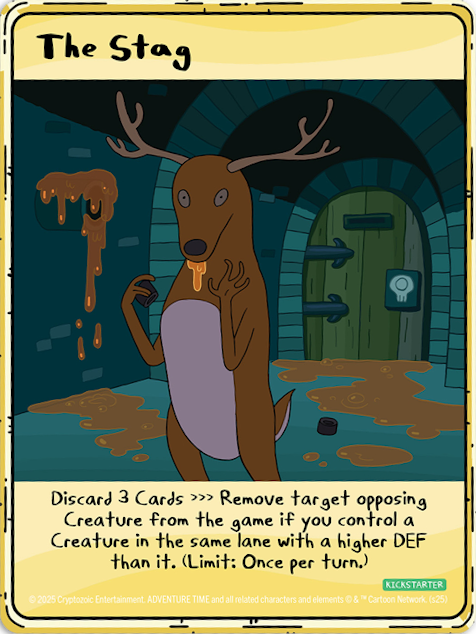 The Stag
Discard 3 Cards >>> Remove target opposing
Creature from the game if you control a
Creature in the same lane with a higher DEF
than it. (Limit: Once per turn.)
KICKSTARTER
© 2025 Cryptozoic Entertainment. ADVENTURE TIME and all related characters and elements © & ™ Cartoon Network. (s25)